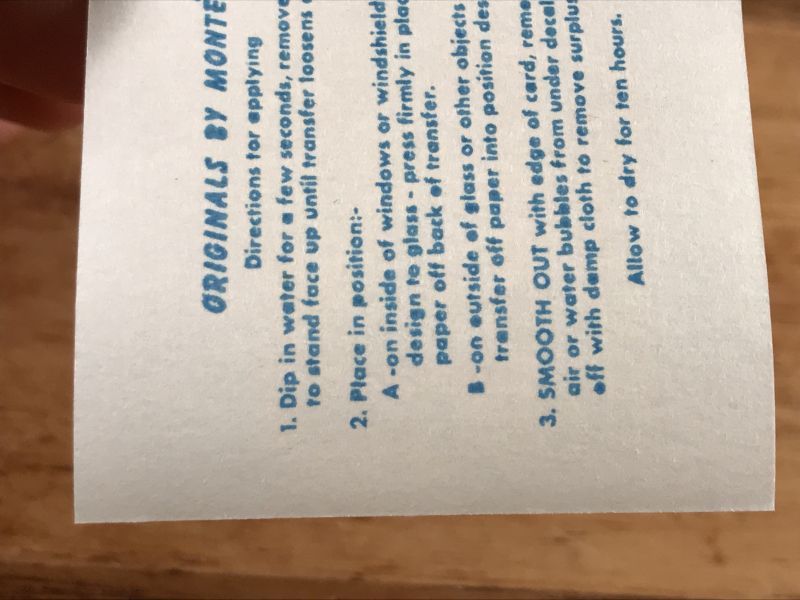 ORIGINALS BY MONTE
Directions for applying
1. Dip in water for a few seconds, remove
to stand face up until transfer loosens
2. Place in position:-
A -on inside of windows or windshield
design to glass - press firmly in plac
paper off back of transfer.
B -on outside of glass or other objects
transfer off paper into position des
3. SMOOTH OUT with edge of card, remo
air or water bubbles from under decal
off with damp cloth to remove surplus
Allow to dry for ten hours.